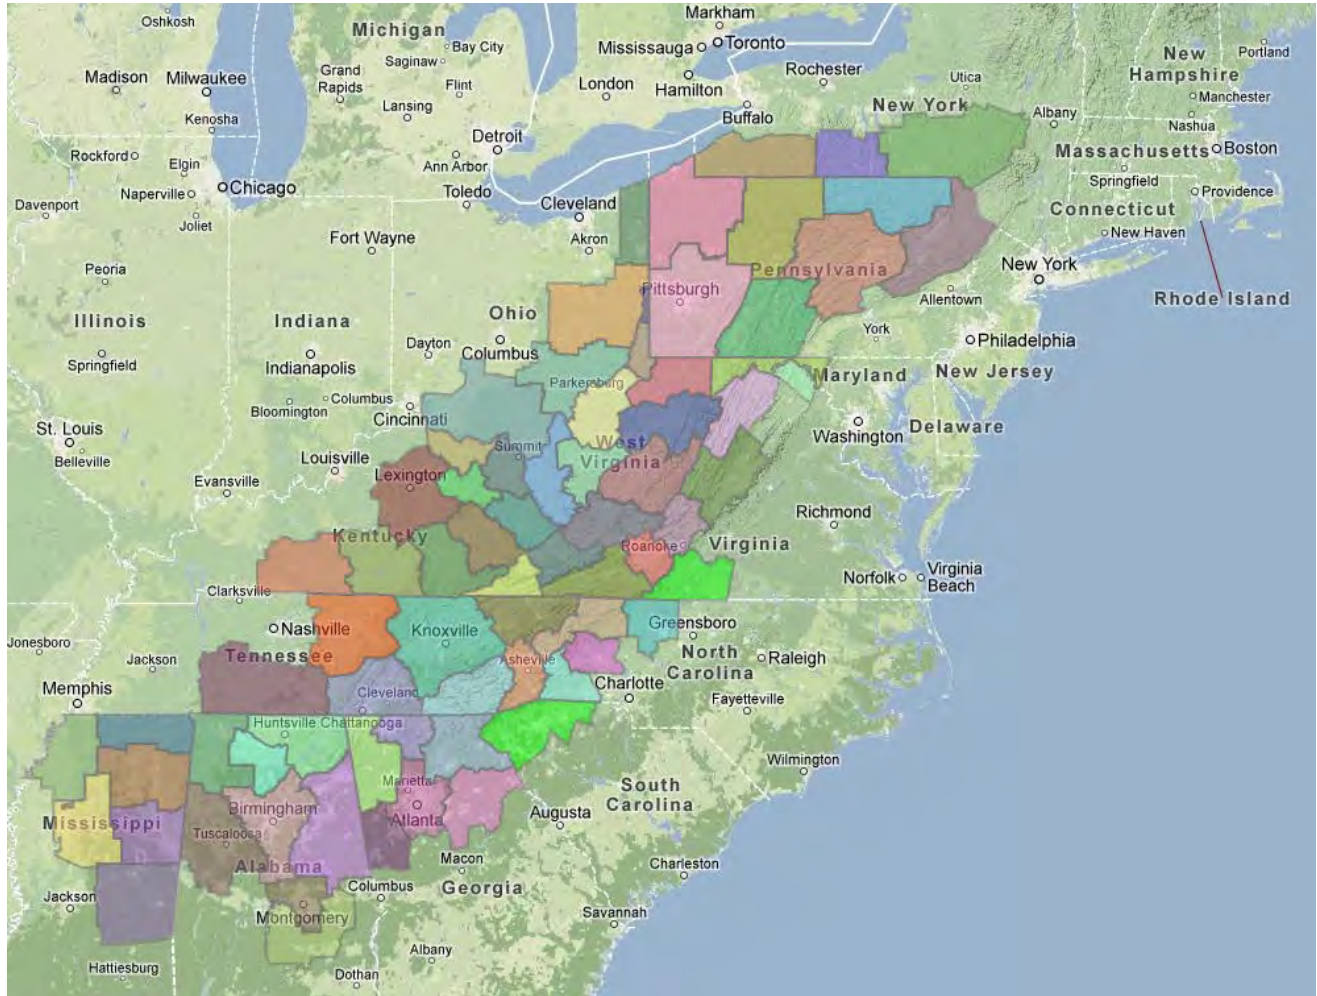 Oshkosh
Michigan
Markham
Bay City
Mississauga
Toronto
New
Hampshire
Portland
Saginaw
Madison
Milwaukee
Grand
Rapids
Flint
London
Hamilton
Rochester
Utica
Manchester
Lansing
New York
Kenosha
Buffalo
Albany
Nashua
Detroit
Rockford
Elgin
Ann Arbor
Massachusetts
Boston
Chicago
Springfield
Naperville
Toledo
Providence
Davenport
Joliet
Cleveland
Connecticut
Fort Wayne
Akron
New Haven
Peoria
Pennsylvania
New York
Pittsburgh
Allentown
Rhode Island
Illinois
Indiana
Ohio
York
Philadelphia
Springfield
Indianapolis
Dayton
Columbus
Maryland
New Jersey
Parkersburg
Bloomington
Columbus
Cincinnati
St. Louis
Washington
Delaware
Belleville
Louisville
Summit
West
Virginia
Evansville
Lexington
Richmond
Kentucky
Roanoke
Virginia
Norfolk
Virginia
Beach
Clarksville
Jonesboro
Nashville
Knoxville
Greensboro
Jackson
Tennessee
Asheville
North
Carolina
Raleigh
Memphis
Cleveland
Charlotte
Fayetteville
Huntsville
Chattanooga
Wilmington
Marietta
South
Carolina
Mississippi
Birmingham
Atlanta
Augusta
Tuscaloosa
Alabama
Macon
Charleston
Jackson
Columbus
Georgia
Montgomery
Savannah
Albany
Hattiesburg
Dothan